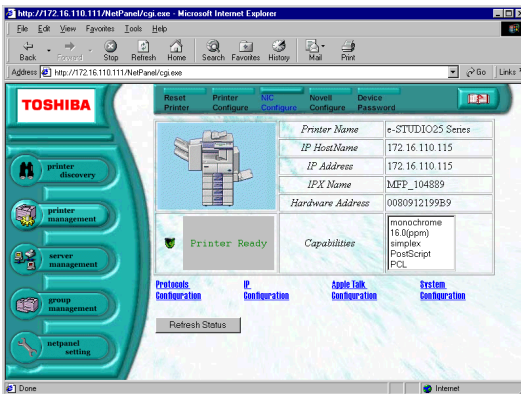 http://172.16.110.111/NetPanel/cgi.exe - Microsoft Internet Explorer
File Edit View Favorites Tools Help
Back Forward Stop Refresh Home Search Favorites History Mail Print
Address http://172.16.110.111/NetPanel/cgi.exe Go Links
TOSHIBA
Reset Printer
Printer Configure
NIC Configure
Novell Configure
Device Password
printer discovery
printer management
server management
group management
netpanel setting
Printer Name e-STUDIO25 Series
IP HostName 172.16.110.115
IP Address 172.16.110.115
IPX Name MFP_104889
Hardware Address 0080912199B9
Printer Ready
Capabilities
monochrome
16.0(ppm)
simplex
PostScript
PCL
Protocols Configuration
IP Configuration
Apple Talk Configuration
System Configuration
Refresh Status
Done
Internet